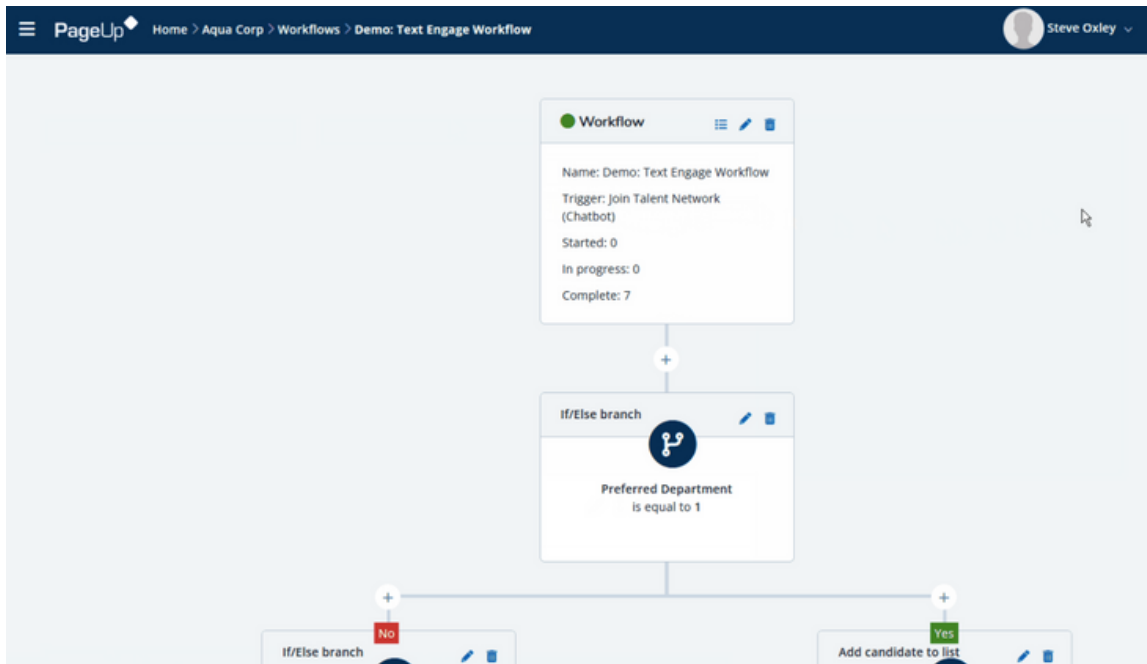 PageUp Home > Aqua Corp > Workflows > Demo: Text Engage Workflow
Steve Oxley
Workflow
Name: Demo: Text Engage Workflow
Trigger: Join Talent Network
(Chatbot)
Started: 0
In progress: 0
Complete: 7
If/Else branch
Preferred Department
is equal to 1
No
Yes
If/Else branch
Add candidate to list